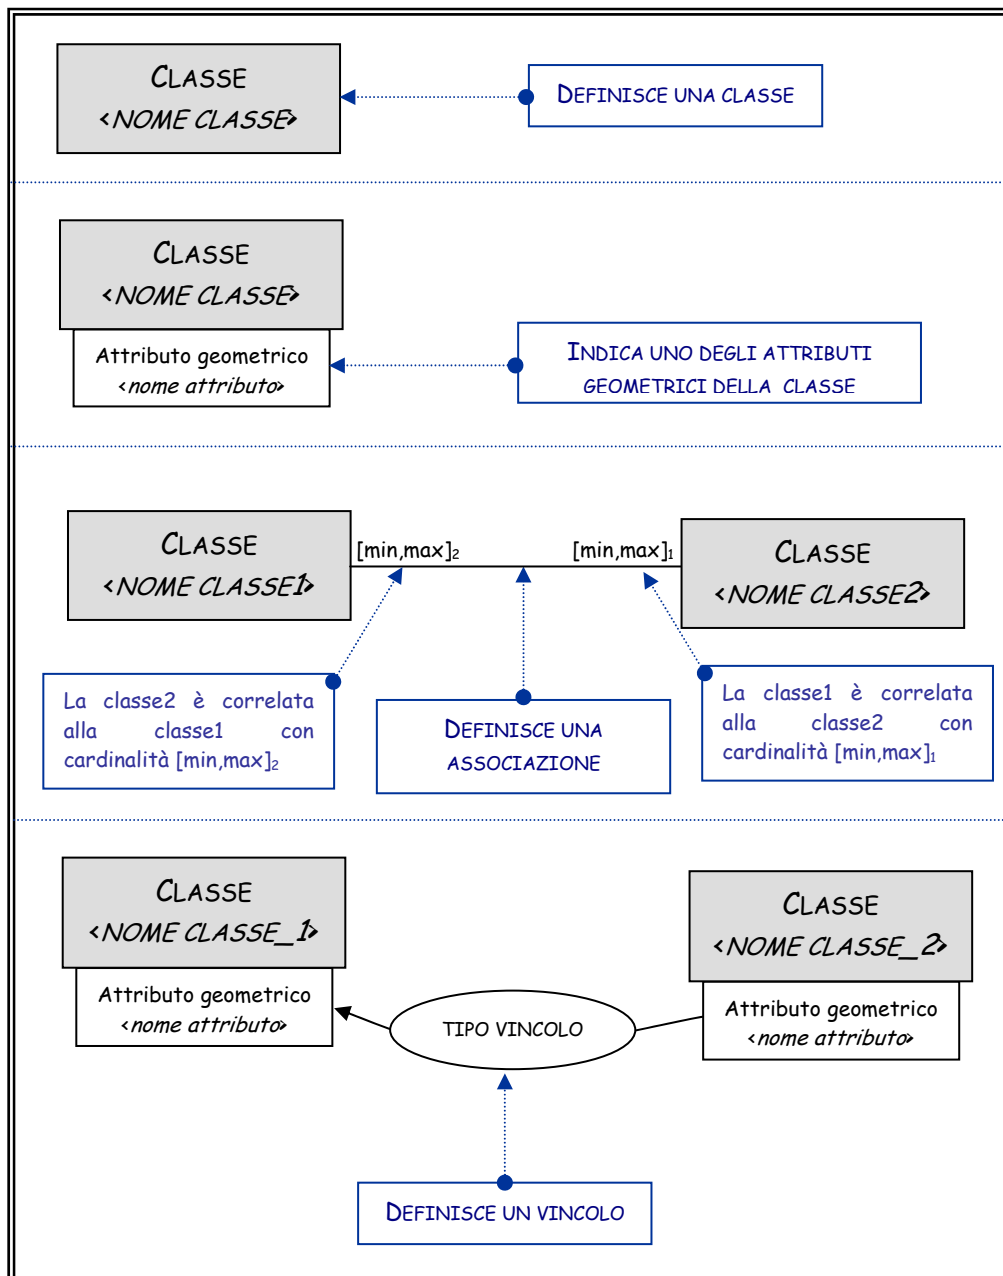 CLASSE
<NOME CLASSE>
DEFINISCE UNA CLASSE
CLASSE
<NOME CLASSE>
Attributo geometrico
<nome attributo>
INDICA UNO DEGLI ATTRIBUTI
GEOMETRICI DELLA CLASSE
CLASSE
<NOME CLASSE1>
[min,max]2
[min,max]1
CLASSE
<NOME CLASSE2>
La classe2 è correlata
alla classe1 con
cardinalità [min,max]2
DEFINISCE UNA
ASSOCIAZIONE
La classe1 è correlata
alla classe2 con
cardinalità [min,max]1
CLASSE
<NOME CLASSE_1>
Attributo geometrico
<nome attributo>
TIPO VINCOLO
CLASSE
<NOME CLASSE_2>
Attributo geometrico
<nome attributo>
DEFINISCE UN VINCOLO